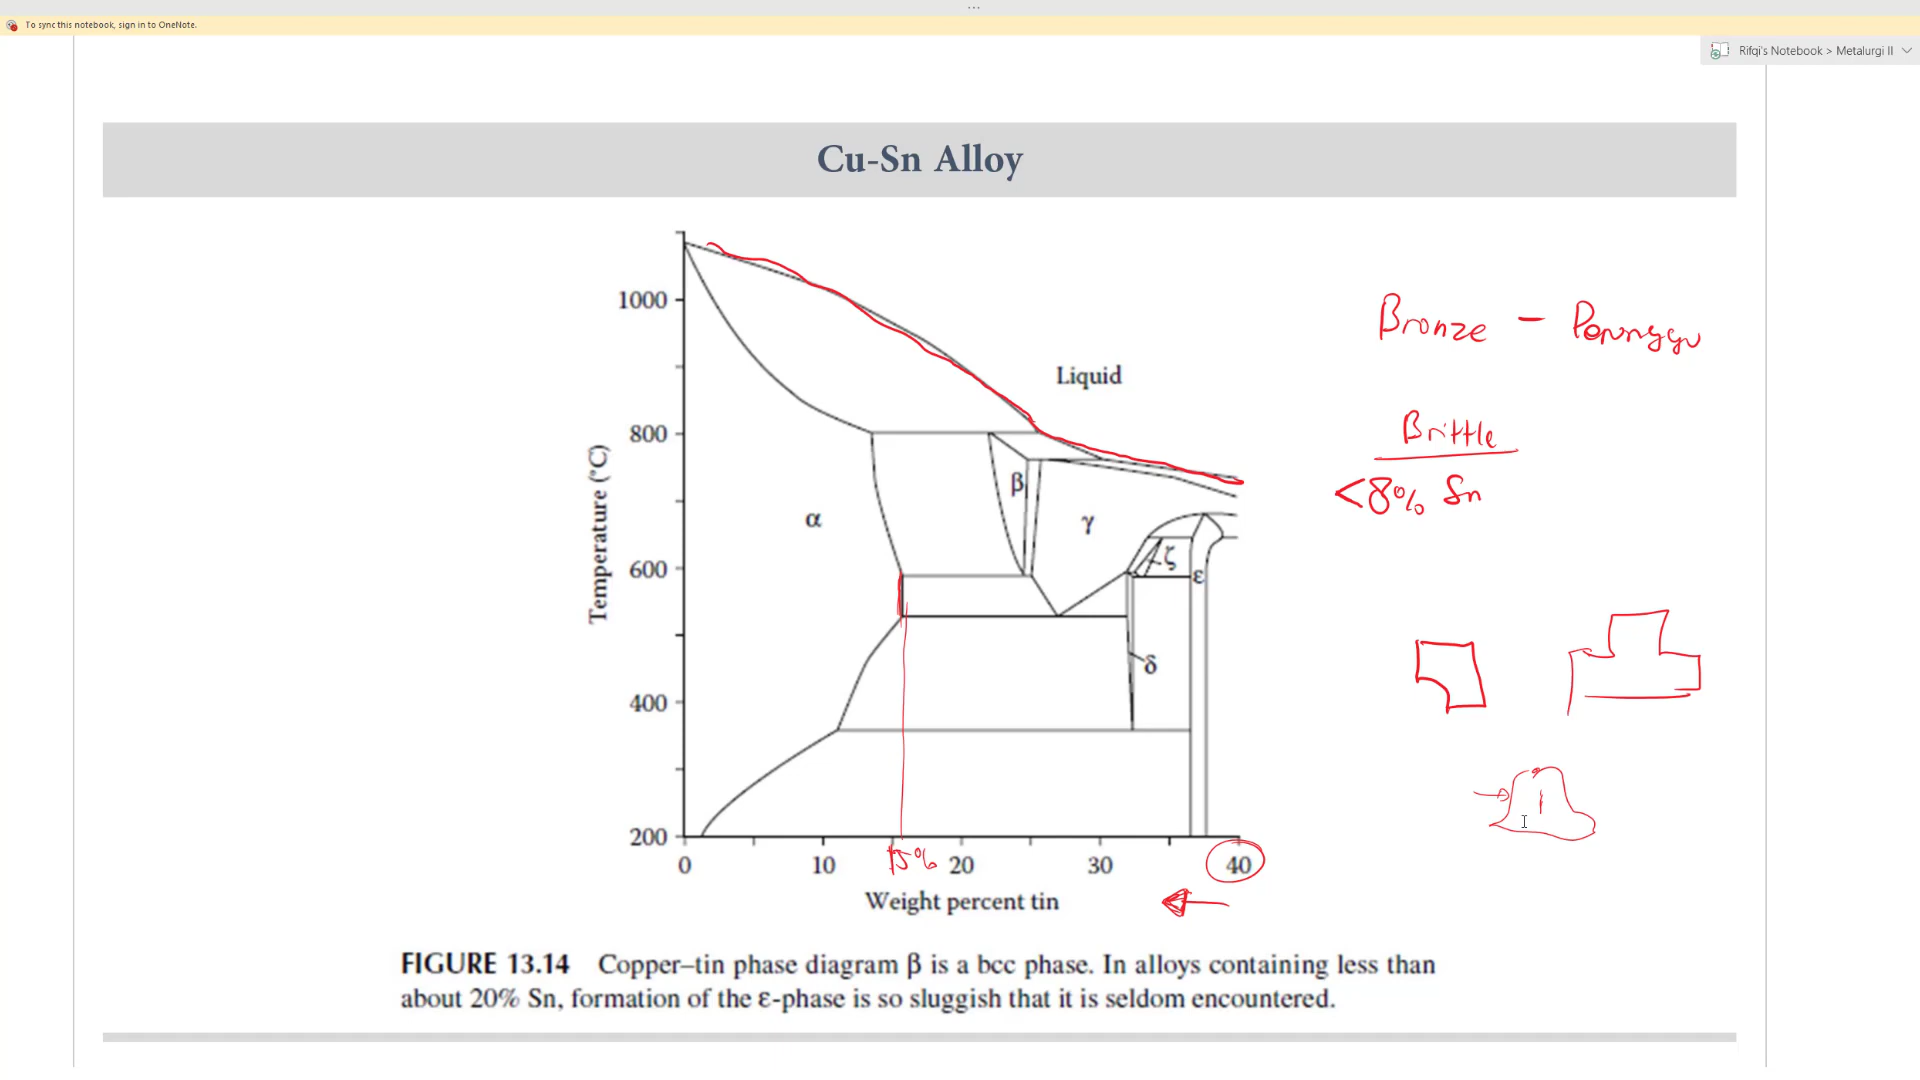 ...
To sync this notebook, sign in to OneNote.
Rifqi's Notebook > Metalurgi II
Cu-Sn Alloy
Temperature (°C)
1000
800
600
400
200
Liquid
α
β
γ
ζ
ε
δ
0
10
15%
20
30
40
Weight percent tin
Bronze - Perunggu
Brittle
<8% Sn
FIGURE 13.14 Copper–tin phase diagram β is a bcc phase. In alloys containing less than
about 20% Sn, formation of the ε-phase is so sluggish that it is seldom encountered.